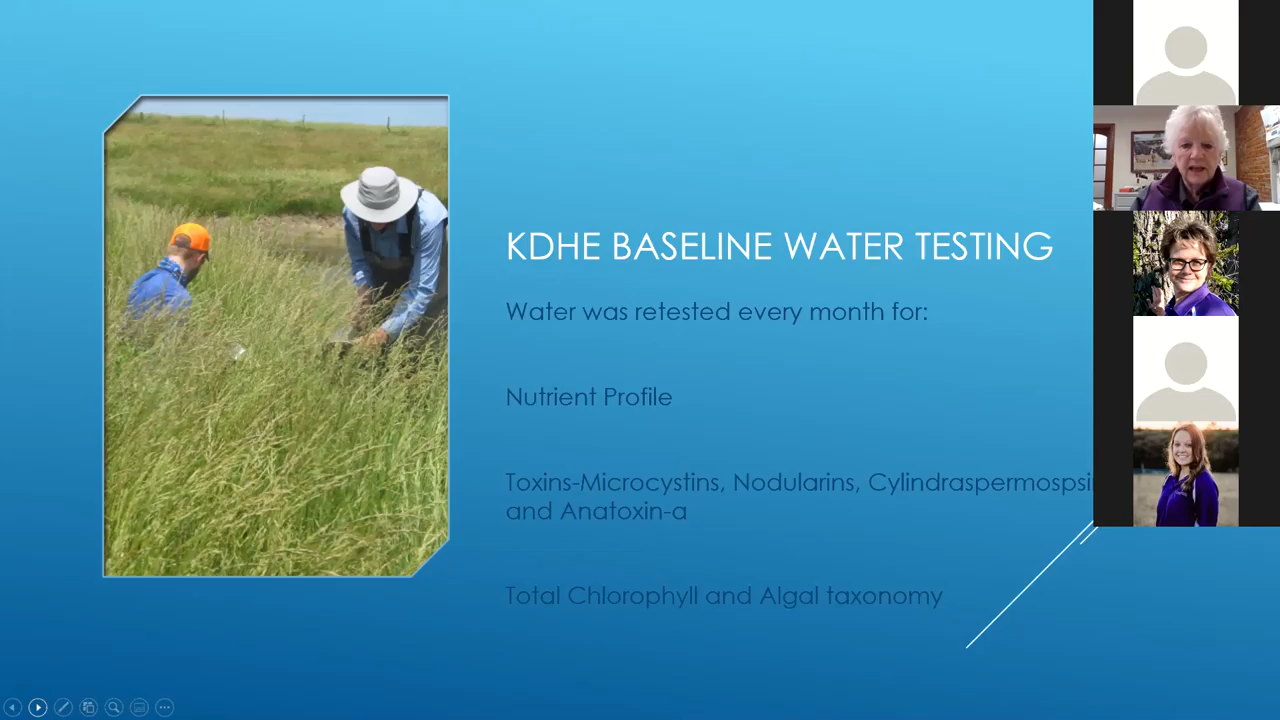 KDHE BASELINE WATER TESTING
Water was retested every month for:
Nutrient Profile
Toxins-Microcystins, Nodularins,
and Anatoxin-a
Total Chlorophyll and Algal taxonomy